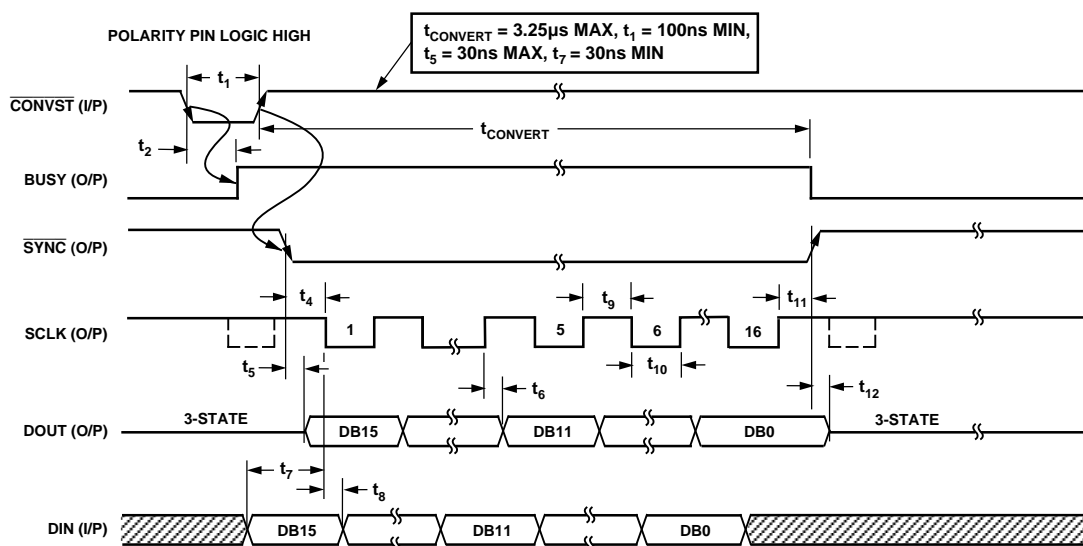 POLARITY PIN LOGIC HIGH
tCONVERT = 3.25µs MAX, t1 = 100ns MIN,
t5 = 30ns MAX, t7 = 30ns MIN
t1
CONVST (I/P)
tCONVERT
t2
BUSY (O/P)
SYNC (O/P)
t4
t9
t11
SCLK (O/P)
1
5
6
16
t5
t6
t10
t12
3-STATE
3-STATE
DOUT (O/P)
DB15
DB11
DB0
t7
t8
DIN (I/P)
DB15
DB11
DB0